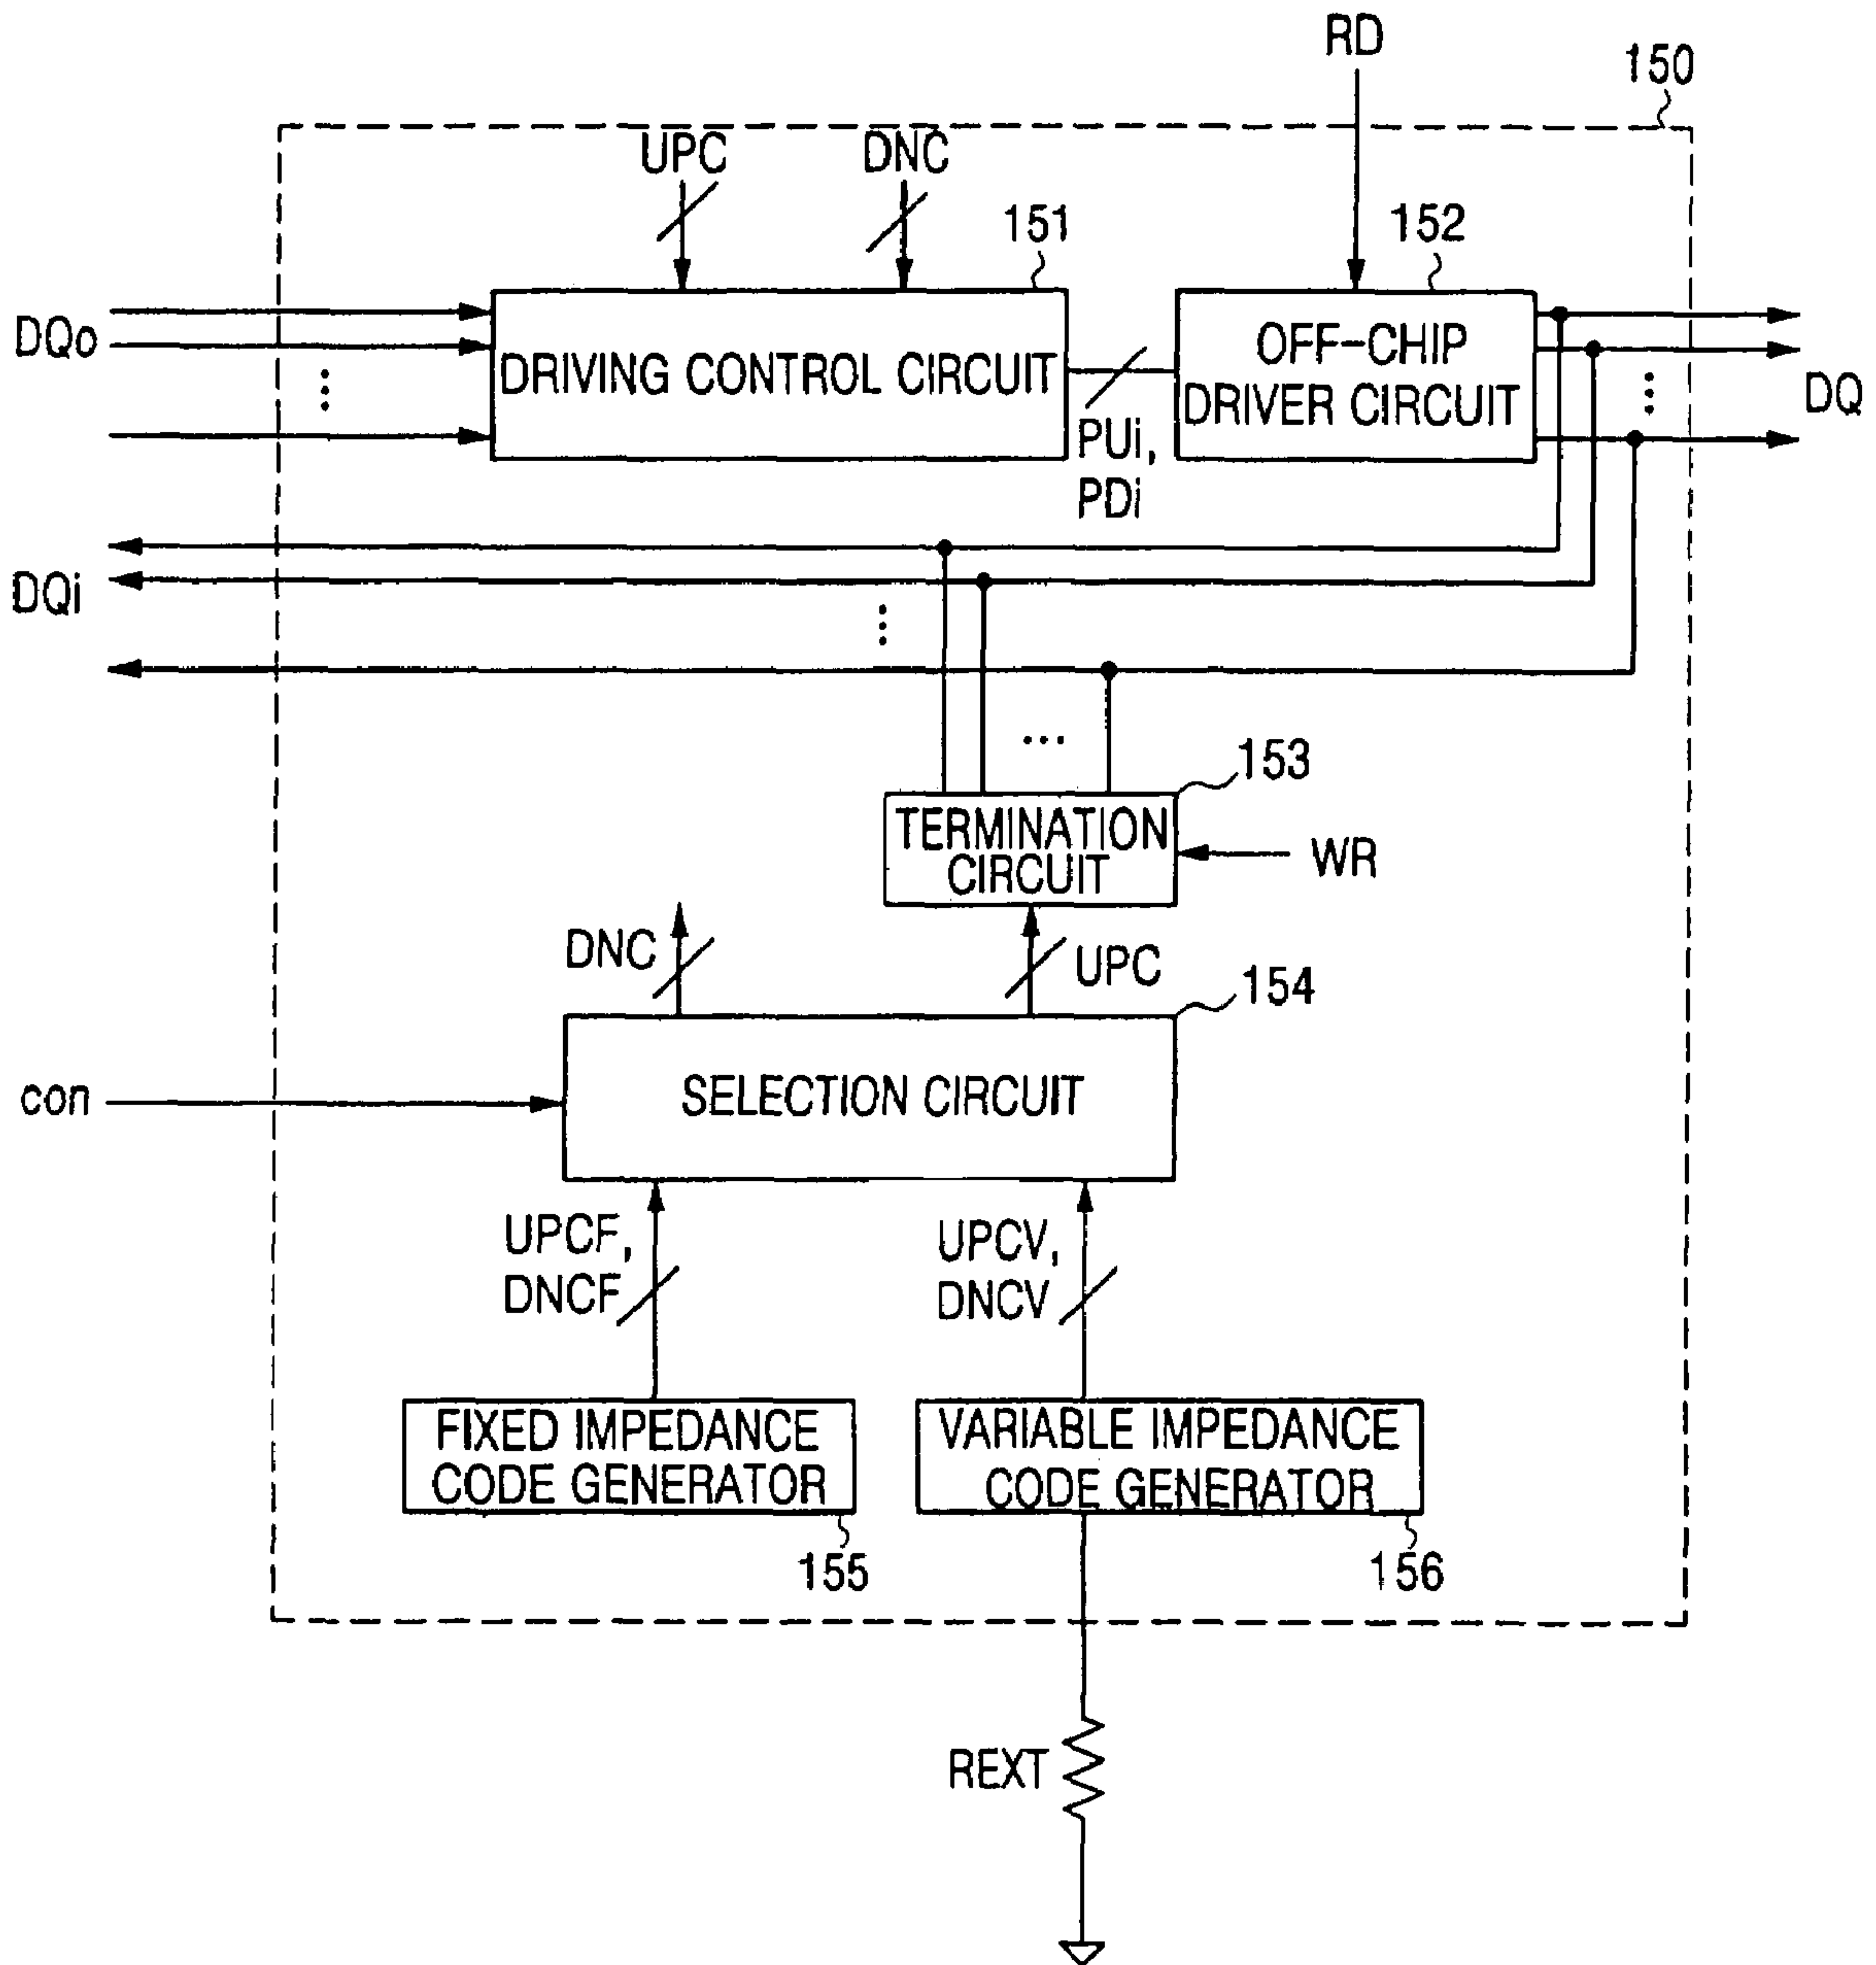 RD
150
UPC
DNC
151
152
DQo
DRIVING CONTROL CIRCUIT
OFF-CHIP
DRIVER CIRCUIT
DQ
PUi,
PDi
DQi
153
TERMINATION
CIRCUIT
WR
DNC
UPC
154
con
SELECTION CIRCUIT
UPCF,
DNCF
UPCV,
DNCV
FIXED IMPEDANCE
CODE GENERATOR
VARIABLE IMPEDANCE
CODE GENERATOR
155
156
REXT